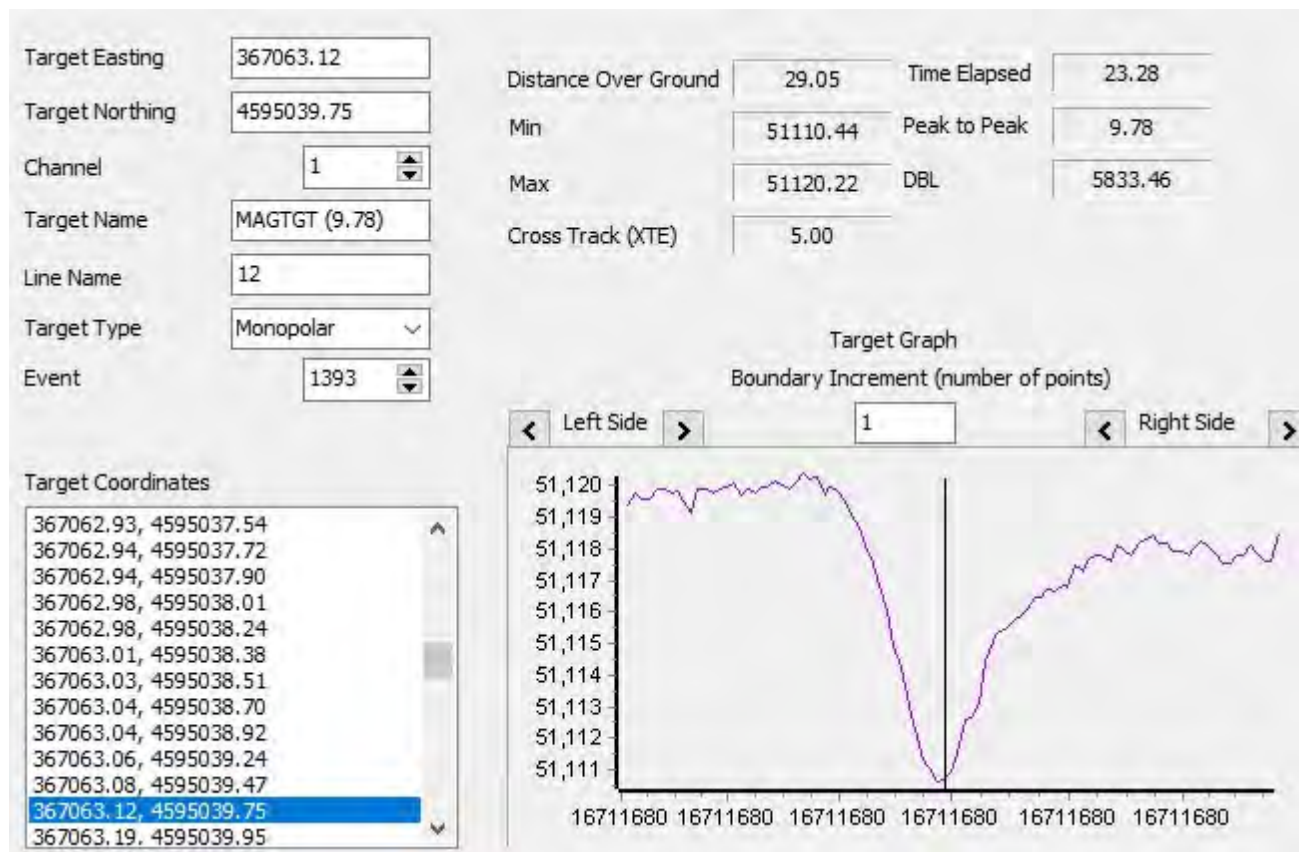 Target Easting 367063.12
Target Northing 4595039.75
Channel 1
Target Name MAGTGT (9.78)
Line Name 12
Target Type Monopolar
Event 1393
Distance Over Ground 29.05 Time Elapsed 23.28
Min 51110.44 Peak to Peak 9.78
Max 51120.22 DBL 5833.46
Cross Track (XTE) 5.00
Target Graph
Boundary Increment (number of points)
< Left Side > 1 < Right Side >
Target Coordinates
367062.93, 4595037.54
367062.94, 4595037.72
367062.94, 4595037.90
367062.98, 4595038.01
367062.98, 4595038.24
367063.01, 4595038.38
367063.03, 4595038.51
367063.04, 4595038.70
367063.04, 4595038.92
367063.06, 4595039.24
367063.08, 4595039.47
367063.12, 4595039.75
367063.19, 4595039.95
51,120
51,119
51,118
51,117
51,116
51,115
51,114
51,113
51,112
51,111
16711680 16711680 16711680 16711680 16711680 16711680